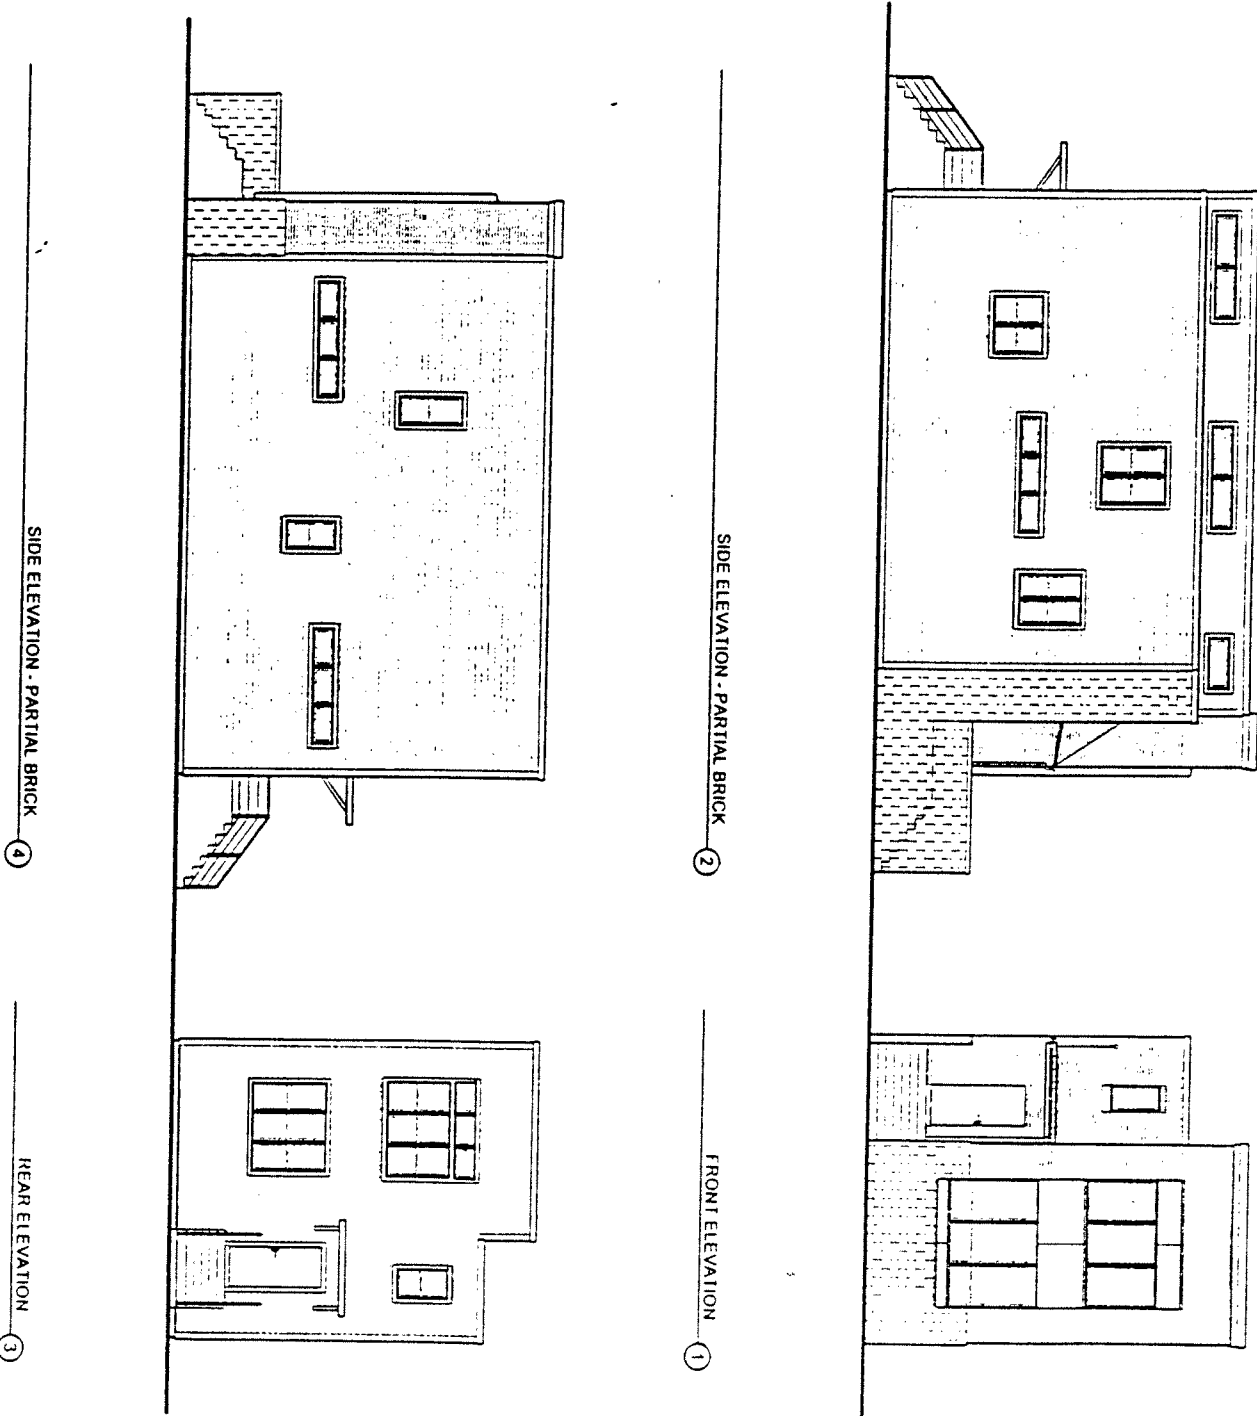 FRONT ELEVATION 1
SIDE ELEVATION - PARTIAL BRICK 2
REAR ELEVATION 3
SIDE ELEVATION - PARTIAL BRICK 4